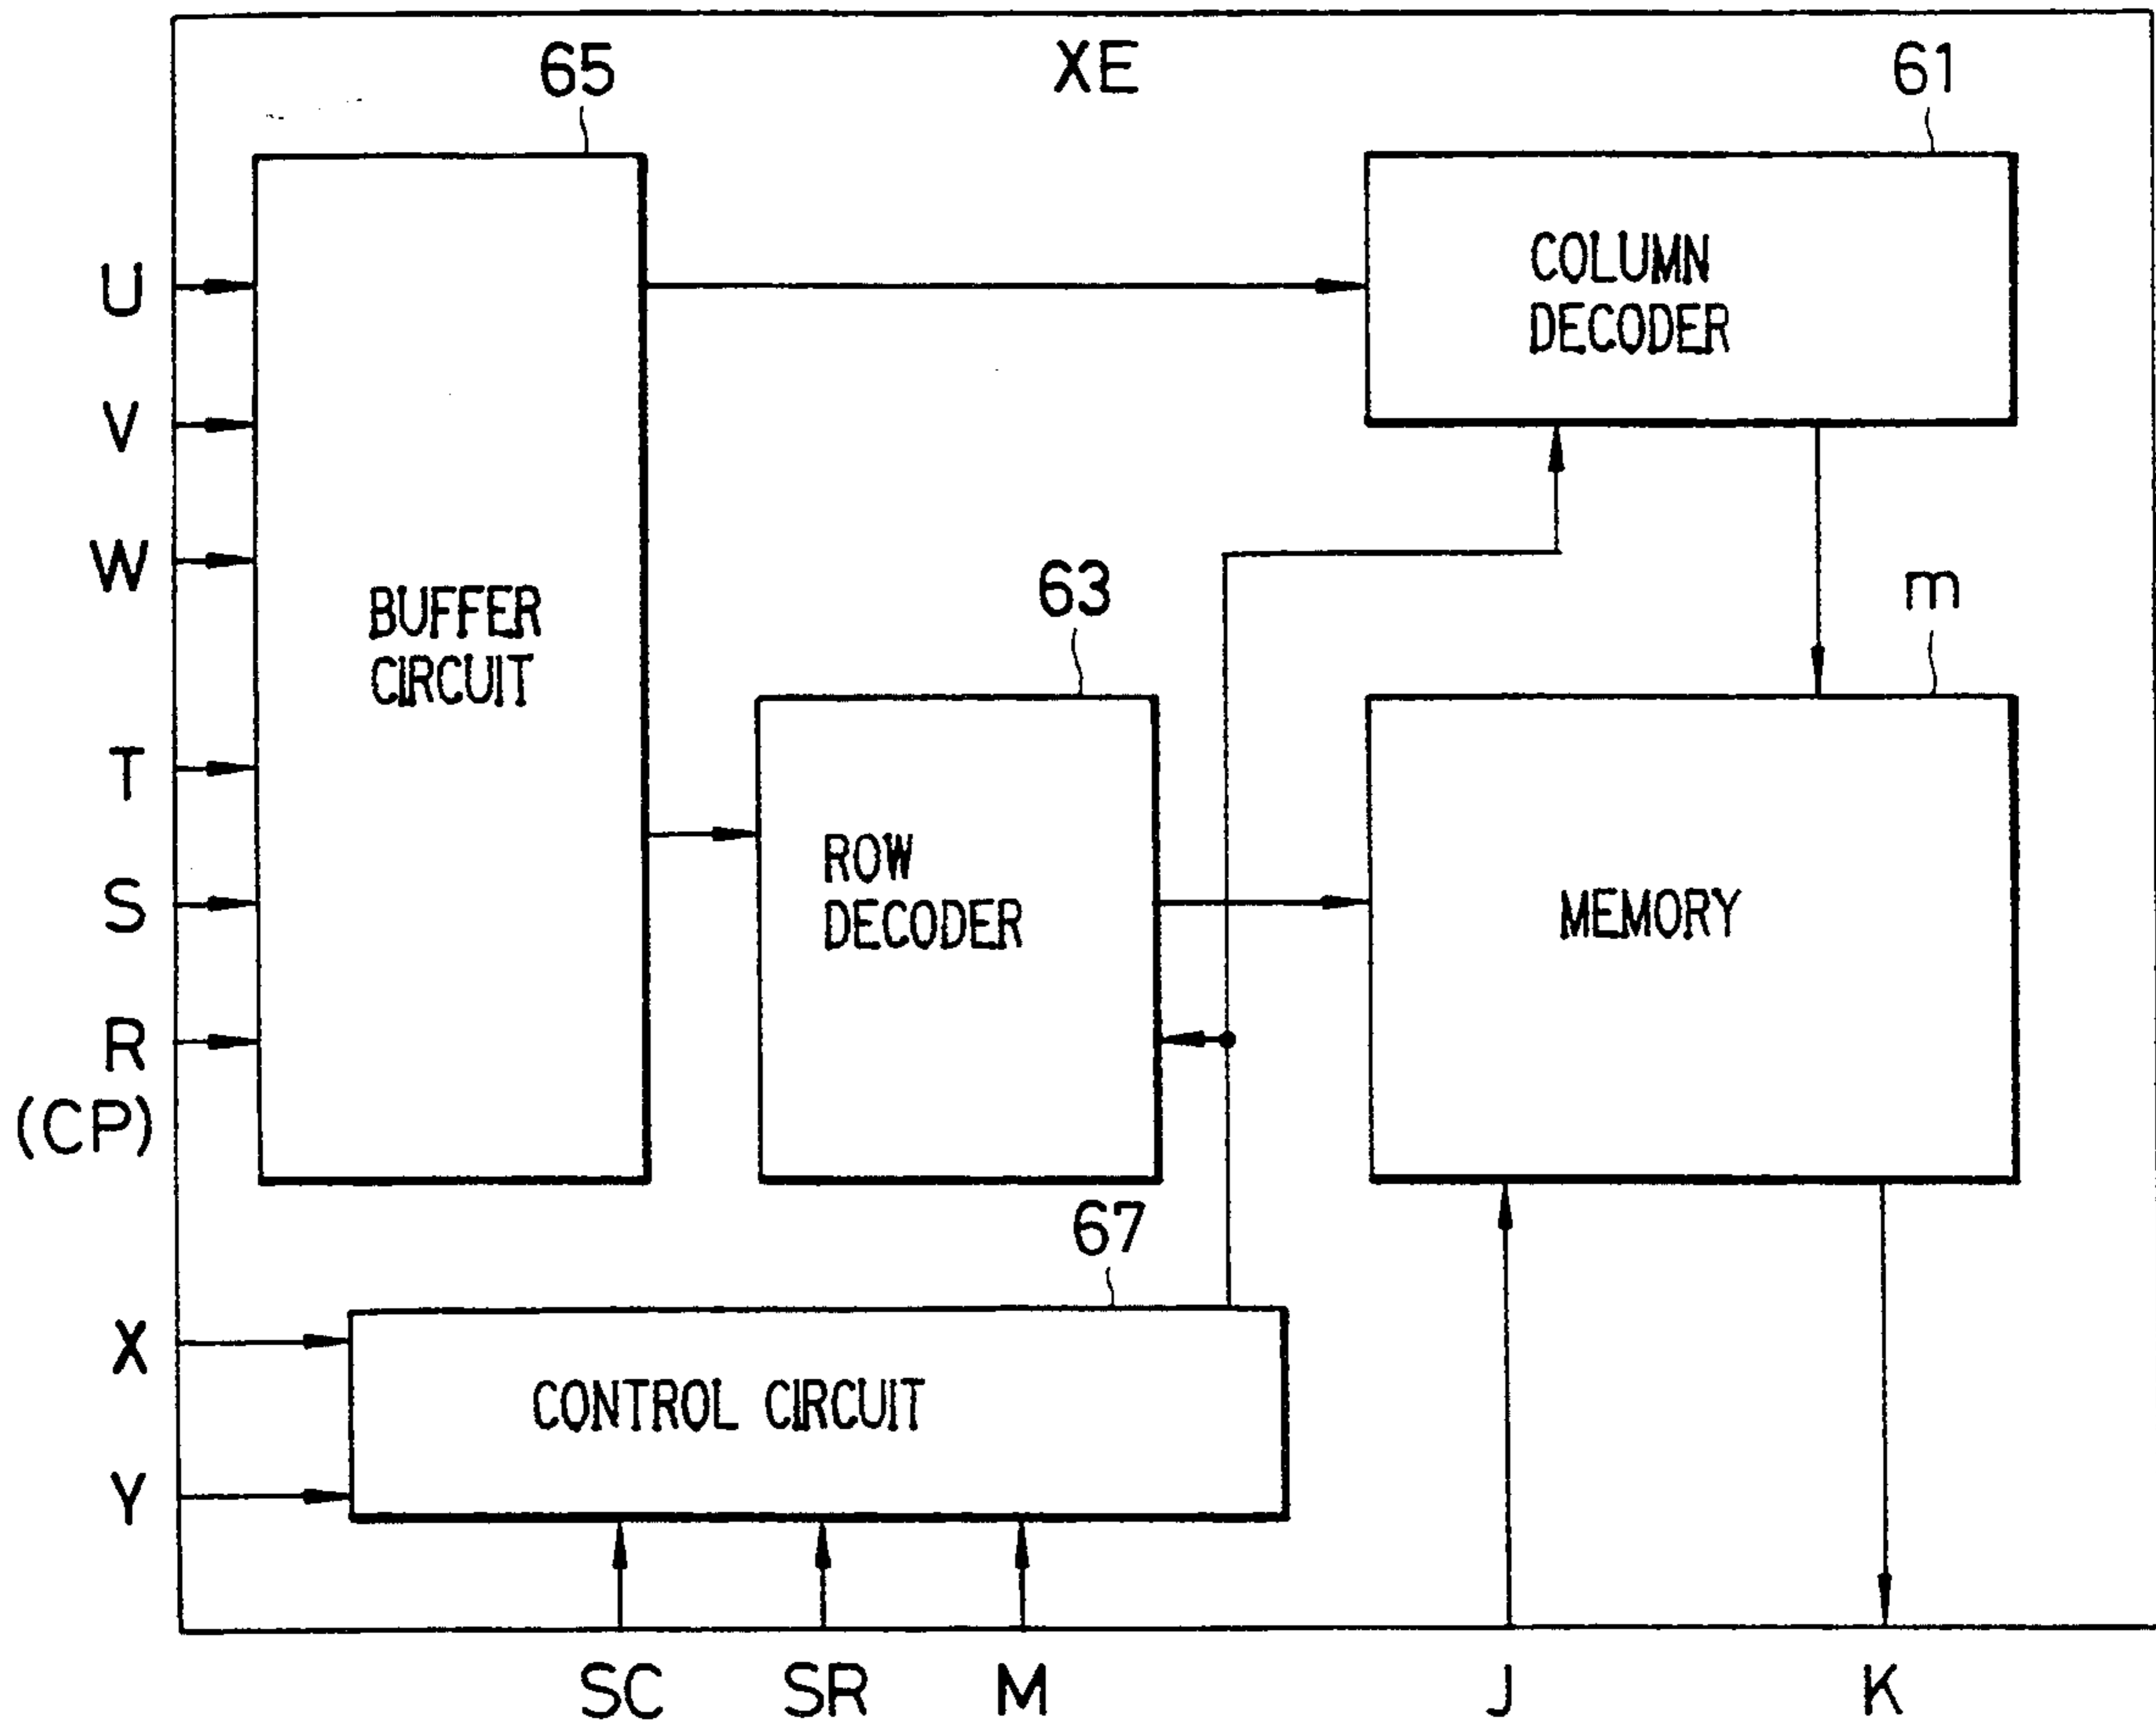 XE
65
61
U
COLUMN
DECODER
V
W
63
m
BUFFER
CIRCUIT
T
ROW
DECODER
S
MEMORY
R
(CP)
67
X
CONTROL CIRCUIT
Y
SC
SR
M
J
K